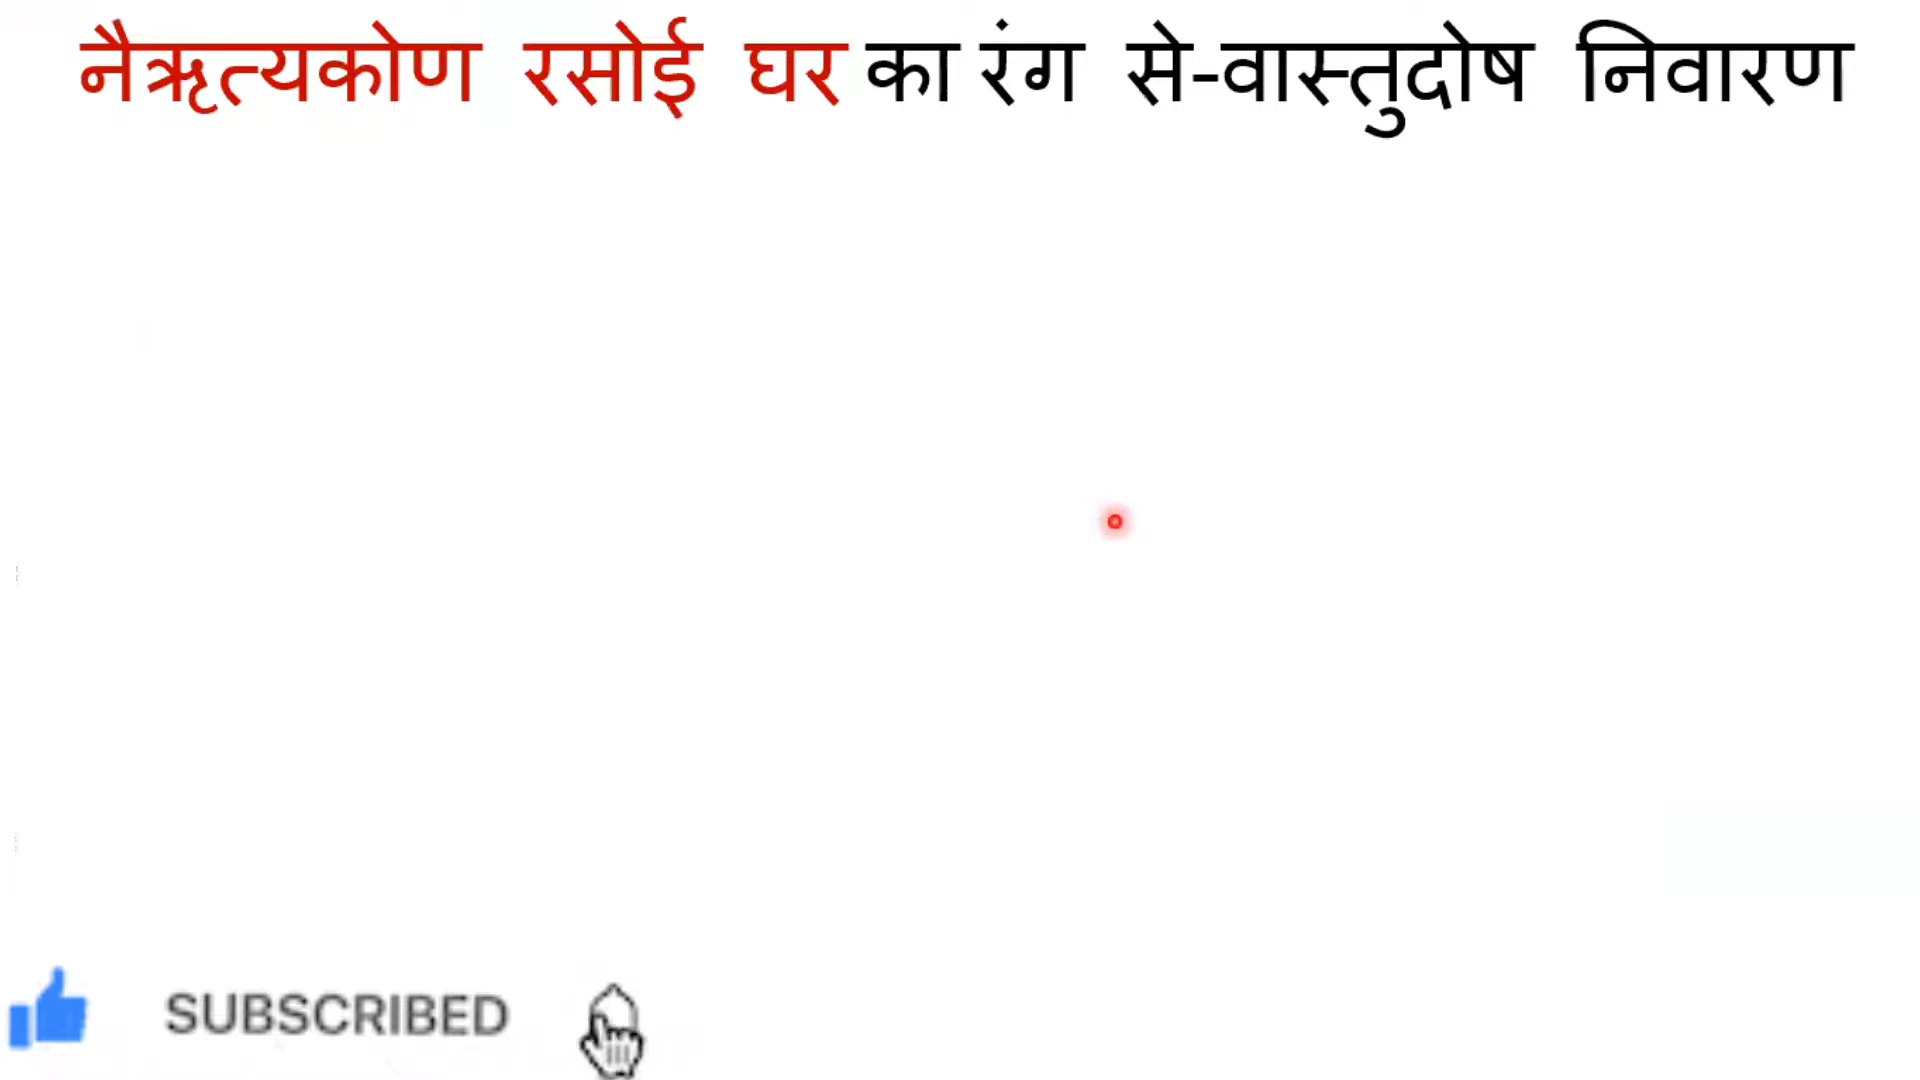 नैऋत्यकोण रसोई घर का रंग से-वास्तुदोष निवारण
SUBSCRIBED